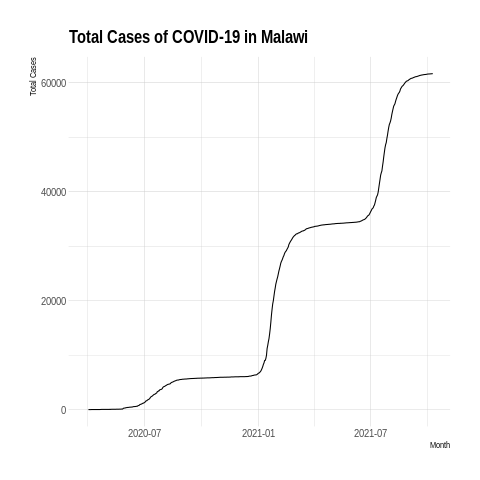 Total Cases of COVID-19 in Malawi
Total Cases
60000
40000
20000
0
2020-07 2021-01 2021-07
Month